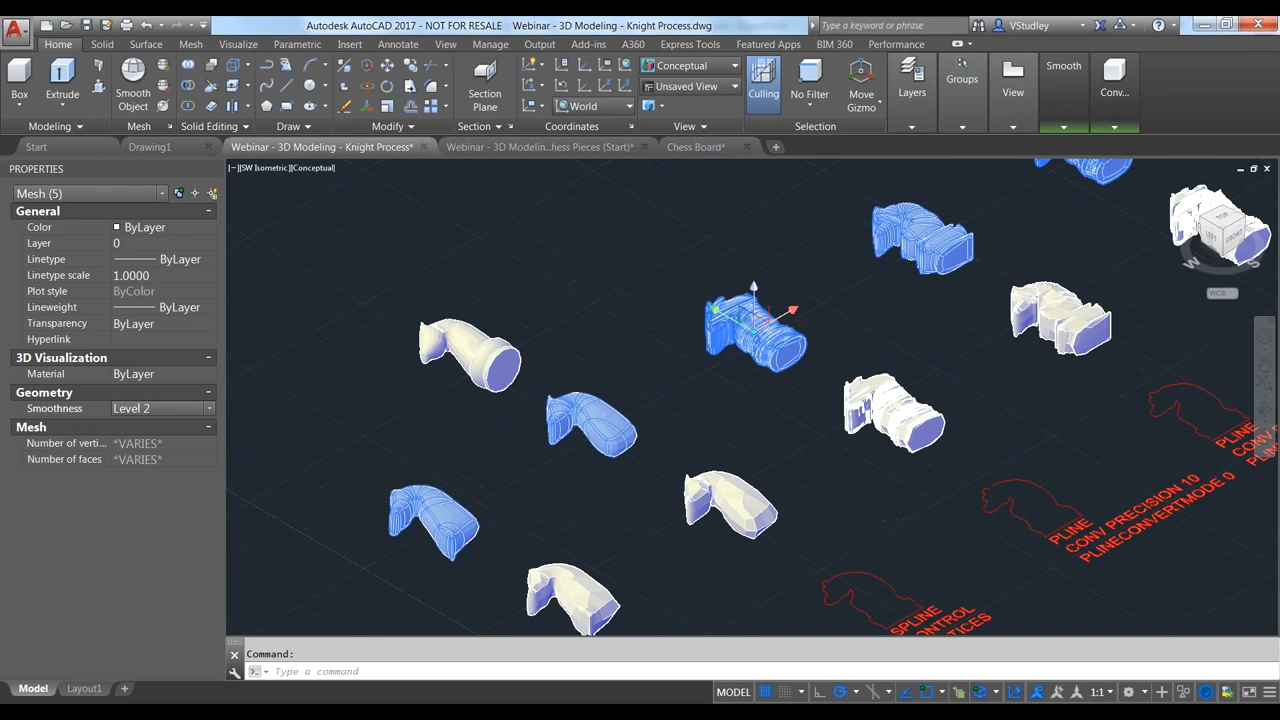 Autodesk AutoCAD 2017 - NOT FOR RESALE Webinar - 3D Modeling - Knight Process.dwg
Type a keyword or phrase
VStudley
Home Solid Surface Mesh Visualize Parametric Insert Annotate View Manage Output Add-ins A360 Express Tools Featured Apps BIM 360 Performance
Box
Extrude
Smooth
Object
Section
Plane
World
Conceptual
Unsaved View
Culling
No Filter
Move
Gizmo
Layers
Groups
View
Smooth
Conv...
Modeling Mesh Solid Editing Draw Modify Section Coordinates View Selection
Start Drawing1 Webinar - 3D Modeling - Knight Process* Webinar - 3D Modelin...hess Pieces (Start)* Chess Board*
PROPERTIES
Mesh (5)
General
Color ByLayer
Layer 0
Linetype ByLayer
Linetype scale 1.0000
Plot style ByColor
Lineweight ByLayer
Transparency ByLayer
Hyperlink
3D Visualization
Material ByLayer
Geometry
Smoothness Level 2
Mesh
Number of verti... *VARIES*
Number of faces *VARIES*
[−][SW Isometric][Conceptual]
TOP
LEFT
FRONT
W
S
WCS
PLINE
CONV PRECISION 10
PLINECONVERTMODE 0
PLINE
Command:
Type a command
Model Layout1
MODEL
1:1